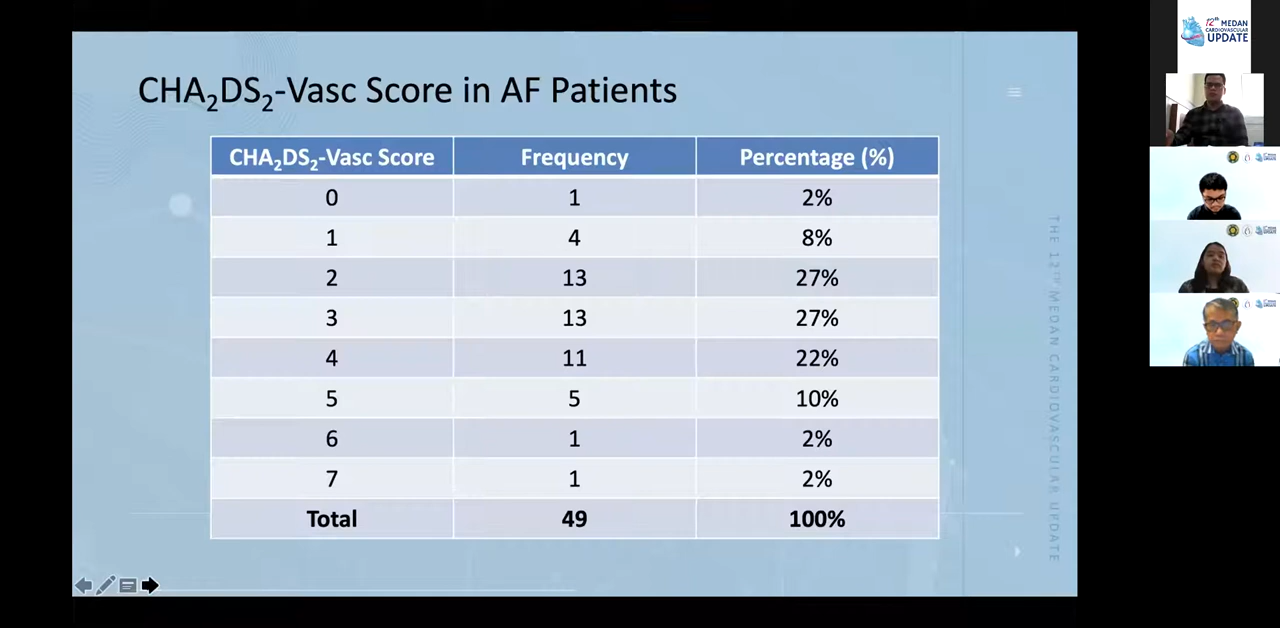 CHA₂DS₂-Vasc Score in AF Patients
CHA₂DS₂-Vasc Score Frequency Percentage (%)
0 1 2%
1 4 8%
2 13 27%
3 13 27%
4 11 22%
5 5 10%
6 1 2%
7 1 2%
Total 49 100%
THE 12TH MEDAN CARDIOVASCULAR UPDATE
12th MEDAN
CARDIOVASCULAR
UPDATE